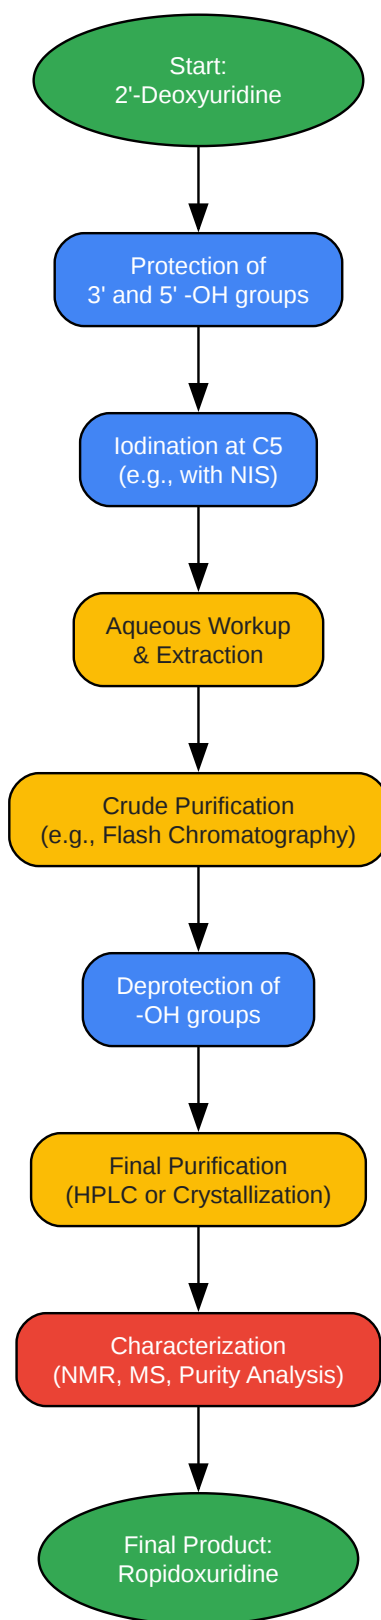 Start:
2'-Deoxyuridine
Protection of
3' and 5' -OH groups
Iodination at C5
(e.g., with NIS)
Aqueous Workup
& Extraction
Crude Purification
(e.g., Flash Chromatography)
Deprotection of
-OH groups
Final Purification
(HPLC or Crystallization)
Characterization
(NMR, MS, Purity Analysis)
Final Product:
Ropidoxuridine